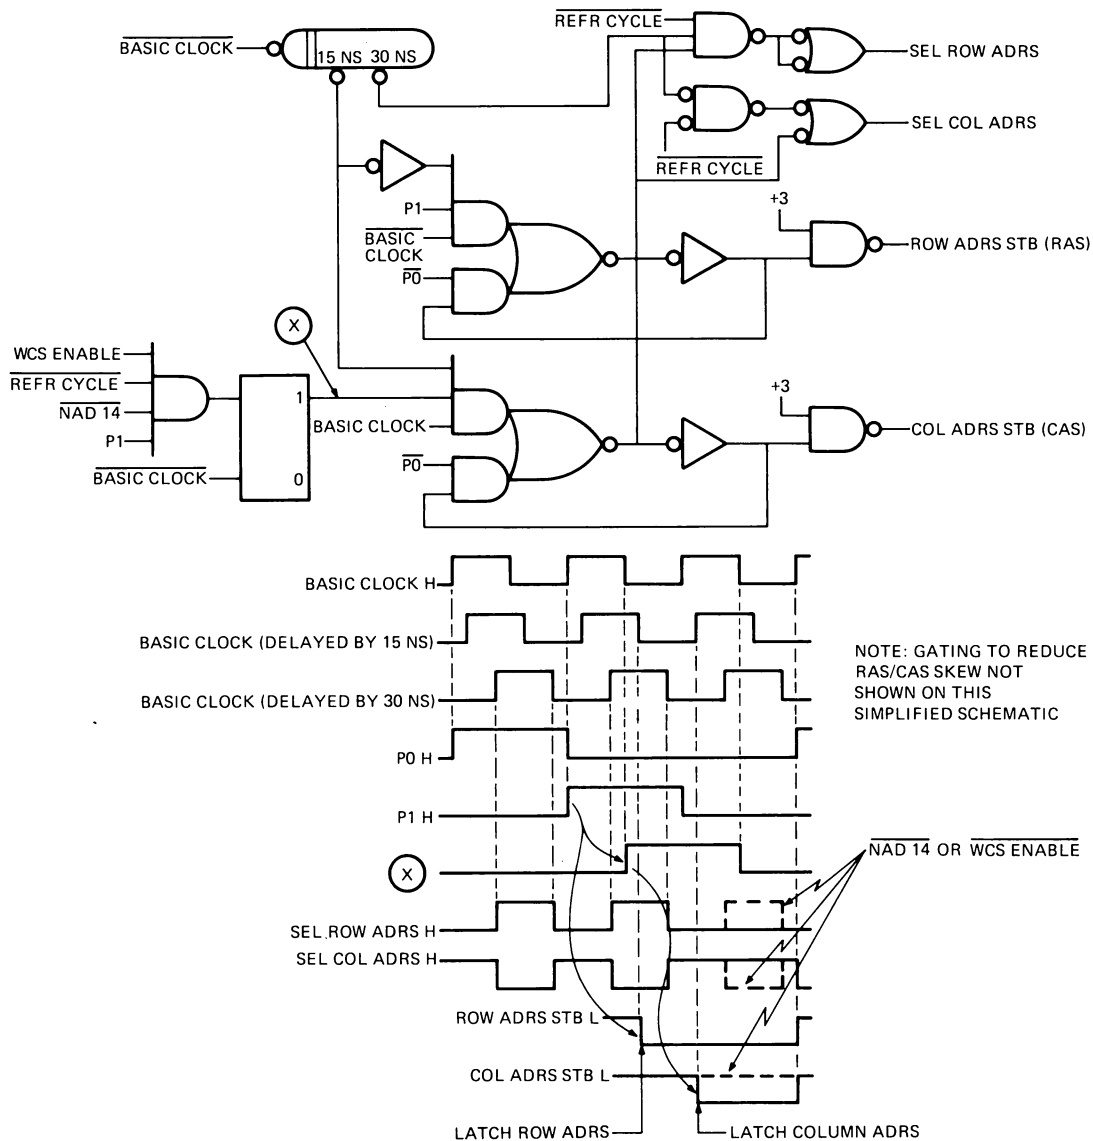 REFR CYCLE
BASIC CLOCK
15 NS 30 NS
SEL ROW ADRS
SEL COL ADRS
REFR CYCLE
P1
BASIC
CLOCK
P0
+3
ROW ADRS STB (RAS)
X
WCS ENABLE
REFR CYCLE
NAD 14
P1
BASIC CLOCK
1
0
BASIC CLOCK
P0
+3
COL ADRS STB (CAS)
BASIC CLOCK H
BASIC CLOCK (DELAYED BY 15 NS)
BASIC CLOCK (DELAYED BY 30 NS)
P0 H
P1 H
X
SEL ROW ADRS H
SEL COL ADRS H
ROW ADRS STB L
COL ADRS STB L
LATCH ROW ADRS
LATCH COLUMN ADRS
NOTE: GATING TO REDUCE
RAS/CAS SKEW NOT
SHOWN ON THIS
SIMPLIFIED SCHEMATIC
NAD 14 OR WCS ENABLE